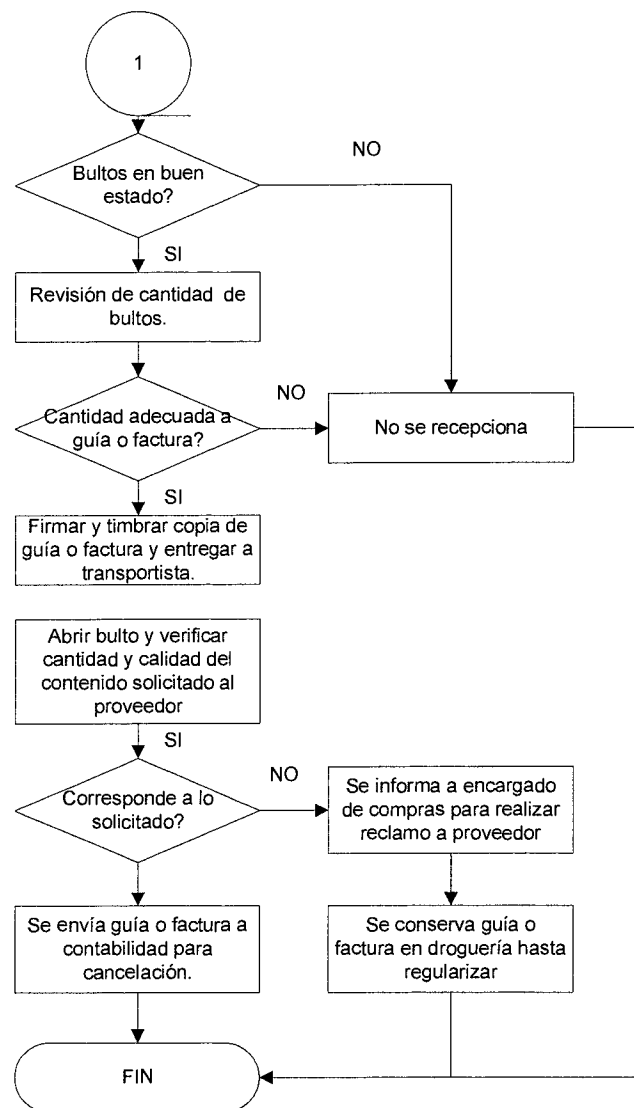 1
Bultos en buen
estado?
NO
SI
Revisión de cantidad de
bultos.
Cantidad adecuada a
guía o factura?
NO
No se recepciona
SI
Firmar y timbrar copia de
guía o factura y entregar a
transportista.
Abrir bulto y verificar
cantidad y calidad del
contenido solicitado al
proveedor
SI
Corresponde a lo
solicitado?
NO
Se informa a encargado
de compras para realizar
reclamo a proveedor
Se envía guía o factura a
contabilidad para
cancelación.
Se conserva guía o
factura en droguería hasta
regularizar
FIN